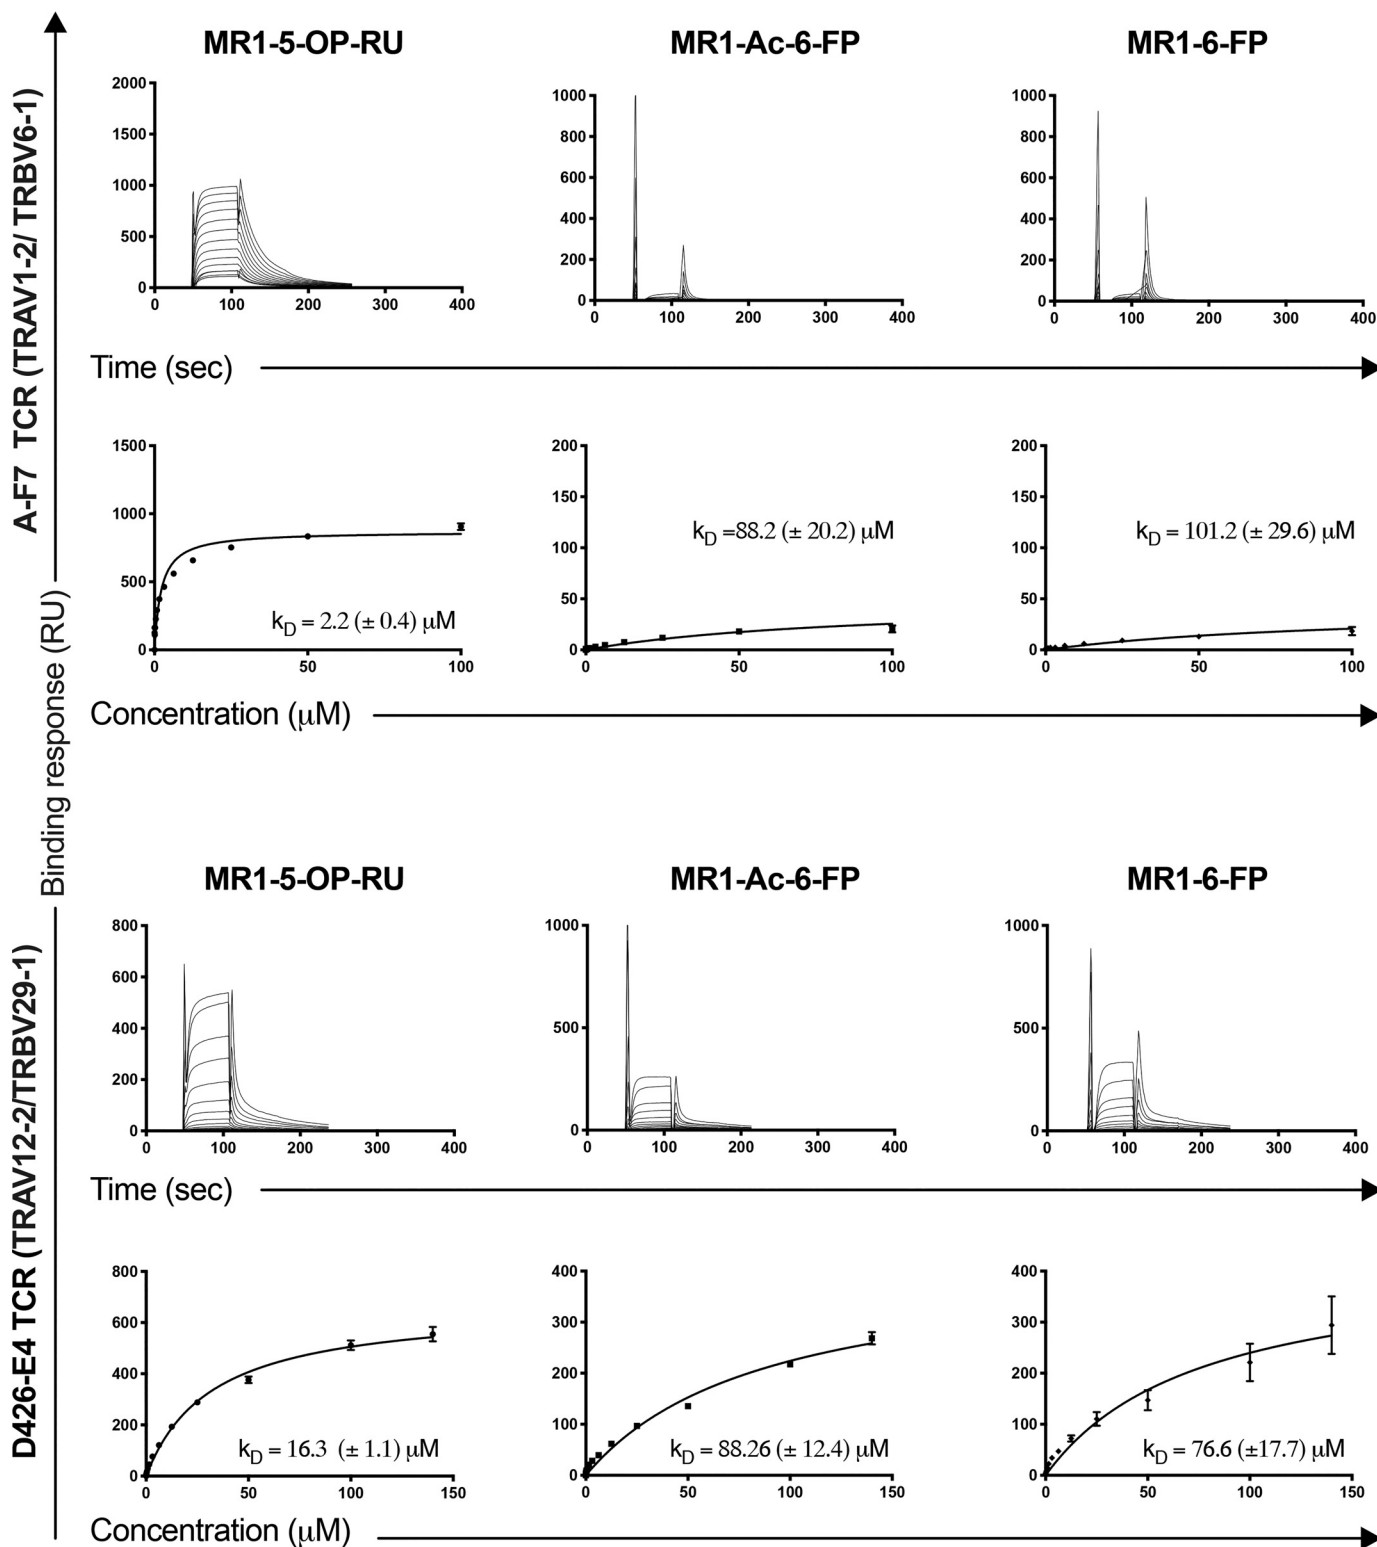 MR1-5-OP-RU
MR1-Ac-6-FP
MR1-6-FP
A-F7 TCR (TRAV1-2/ TRBV6-1)
2000
1500
1000
500
0
0 100 200 300 400
1000
800
600
400
200
0
0 100 200 300 400
1000
800
600
400
200
0
0 100 200 300 400
Time (sec)
1500
1000
500
0
0 50 100
k_D = 2.2 (± 0.4) μM
200
150
100
50
0
0 50 100
k_D =88.2 (± 20.2) μM
200
150
100
50
0
0 50 100
k_D = 101.2 (± 29.6) μM
Concentration (μM)
Binding response (RU)
MR1-5-OP-RU
MR1-Ac-6-FP
MR1-6-FP
D426-E4 TCR (TRAV12-2/TRBV29-1)
800
600
400
200
0
0 100 200 300 400
1000
500
0
0 100 200 300 400
1000
500
0
0 100 200 300 400
Time (sec)
800
600
400
200
0
0 50 100 150
k_D = 16.3 (± 1.1) μM
400
300
200
100
0
0 50 100 150
k_D = 88.26 (± 12.4) μM
400
300
200
100
0
0 50 100 150
k_D = 76.6 (±17.7) μM
Concentration (μM)